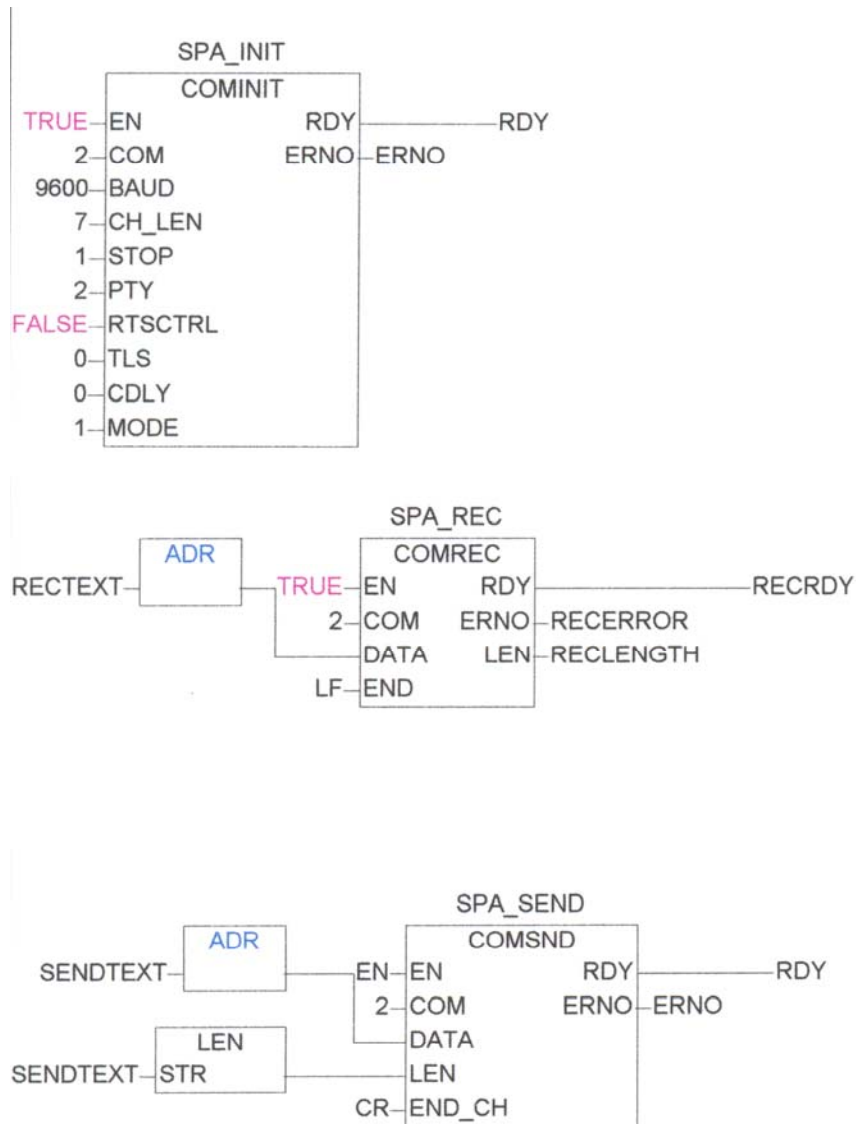 SPA_INIT
COMINIT
TRUE EN RDY RDY
2 COM ERNO ERNO
9600 BAUD
7 CH_LEN
1 STOP
2 PTY
FALSE RTSCTRL
0 TLS
0 CDLY
1 MODE
SPA_REC
ADR COMREC
RECTEXT TRUE EN RDY RECRDY
2 COM ERNO RECERROR
DATA LEN RECLENGTH
LF END
SPA_SEND
ADR COMSND
SENDTEXT EN EN RDY RDY
2 COM ERNO ERNO
LEN DATA
SENDTEXT STR LEN
CR END_CH